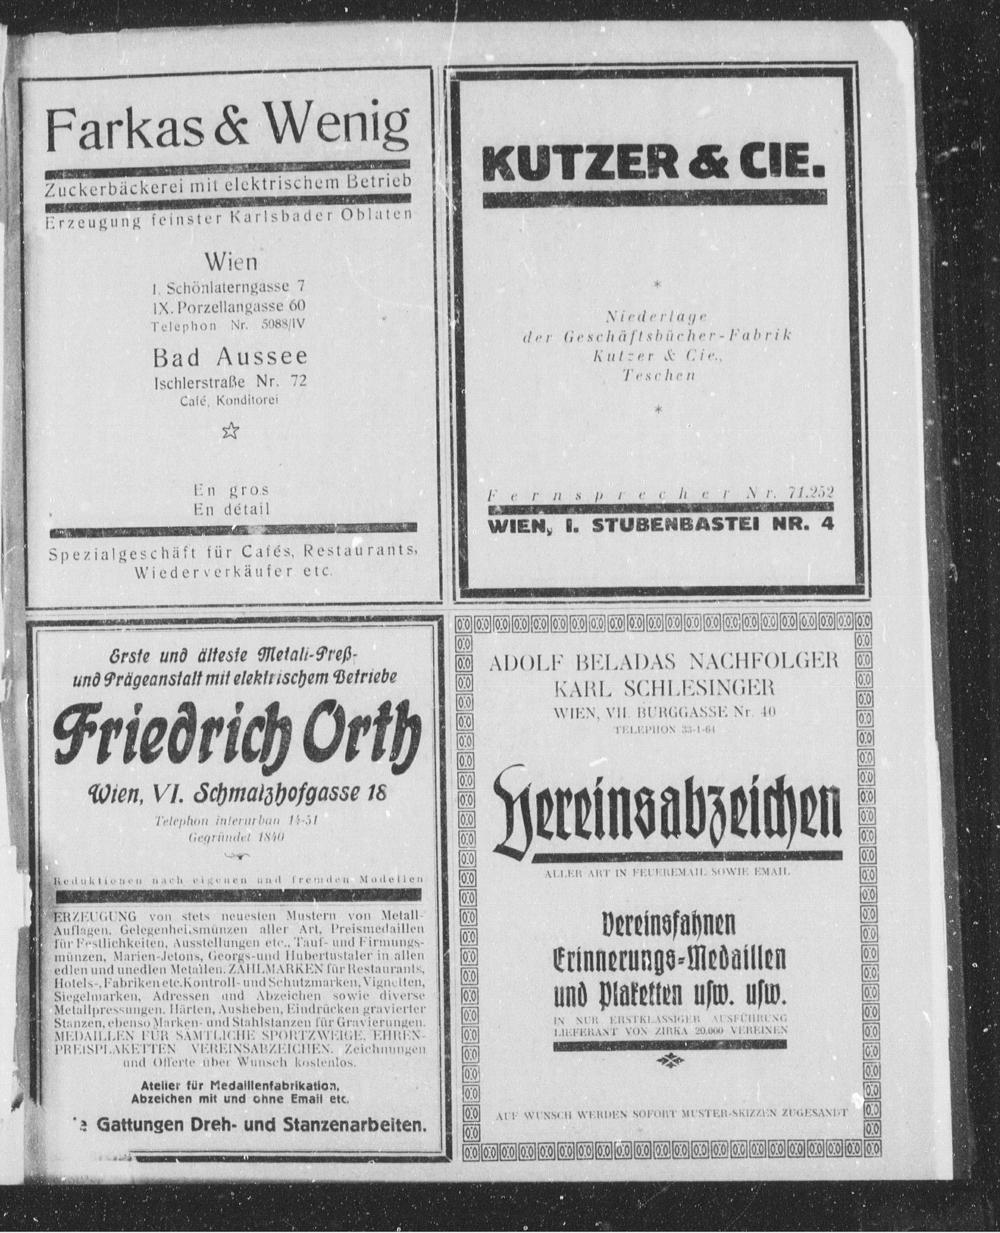 Farkas & Wenig
Zuckerbäckerei mit elektrischem Betrieb
Erzeugung feinster Karlsbader Oblaten
Wien
I. Schönlaterngasse 7
IX. Porzellangasse 60
Telephon Nr. 5088/IV
Bad Aussee
Ischlerstraße Nr. 72
Café, Konditorei
En gros
En détail
Spezialgeschäft für Cafés, Restaurants,
Wiederverkäufer etc.
KUTZER & CIE.
*
Niederlage
der Geschäftsbücher-Fabrik
Kutzer & Cie.,
Teschen
*
Fernsprecher Nr. 71.252
WIEN, I. STUBENBASTEI NR. 4
Erste und älteste Metall-Preß-
und Prägeanstalt mit elektrischem Betriebe
Friedrich Orth
Wien, VI. Schmalzhofgasse 18
Telephon interurban 14-51
Gegründet 1840
Reduktionen nach eigenen und fremden Modellen
ERZEUGUNG von stets neuesten Mustern von Metall-
Auflagen, Gelegenheitsmünzen aller Art, Preismedaillen
für Festlichkeiten, Ausstellungen etc., Tauf- und Firmungs-
münzen, Marien-Jetons, Georgs- und Hubertustaler in allen
edlen und unedlen Metallen. ZAHLMARKEN für Restaurants,
Hotels-, Fabriken etc. Kontroll- und Schutzmarken, Vignetten,
Siegelmarken, Adressen und Abzeichen sowie diverse
Metallpressungen. Härten, Ausheben, Eindrücken gravierter
Stanzen, ebenso Marken- und Stahlstanzen für Gravierungen.
MEDAILLEN FÜR SÄMTLICHE SPORTZWEIGE, EHREN-
PREISPLAKETTEN VEREINSABZEICHEN. Zeichnungen
und Offerte über Wunsch kostenlos.
Atelier für Medaillenfabrikation,
Abzeichen mit und ohne Email etc.
Gattungen Dreh- und Stanzenarbeiten.
ADOLF BELADAS NACHFOLGER
KARL SCHLESINGER
WIEN, VII. BURGGASSE Nr. 40
TELEPHON 33-1-64
Vereinsabzeichen
ALLER ART IN FEUEREMAIL SOWIE EMAIL
Vereinsfahnen
Erinnerungs-Medaillen
und Plaketten usw. usw.
IN NUR ERSTKLASSIGER AUSFÜHRUNG
LIEFERANT VON ZIRKA 20.000 VEREINEN
AUF WUNSCH WERDEN SOFORT MUSTER-SKIZZEN ZUGESANDT